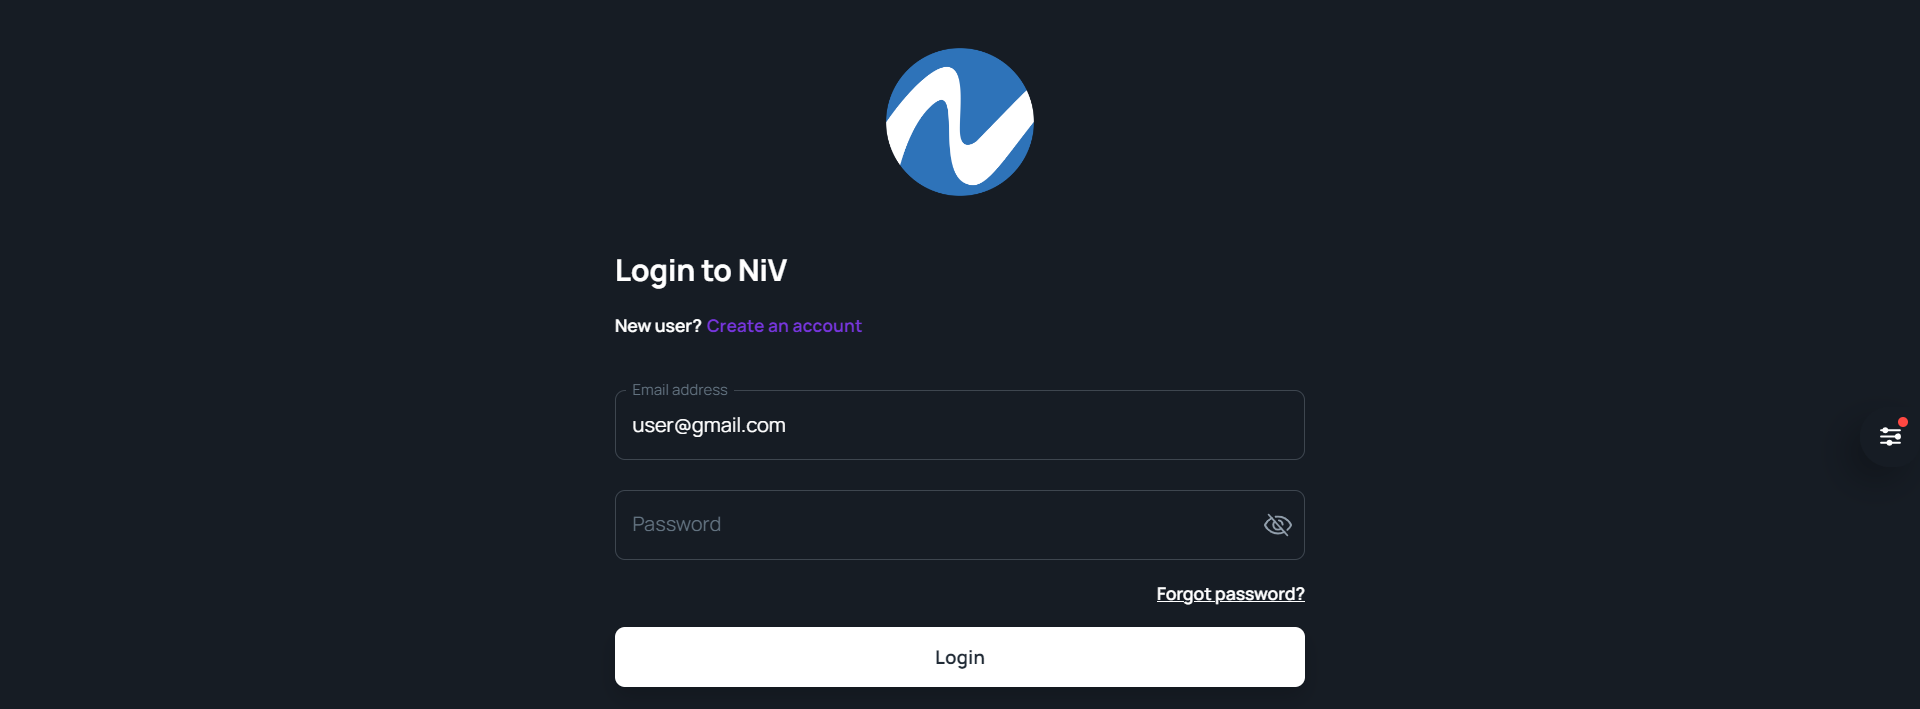 Login to NiV
New user? Create an account
Email address
user@gmail.com
Password
Forgot password?
Login